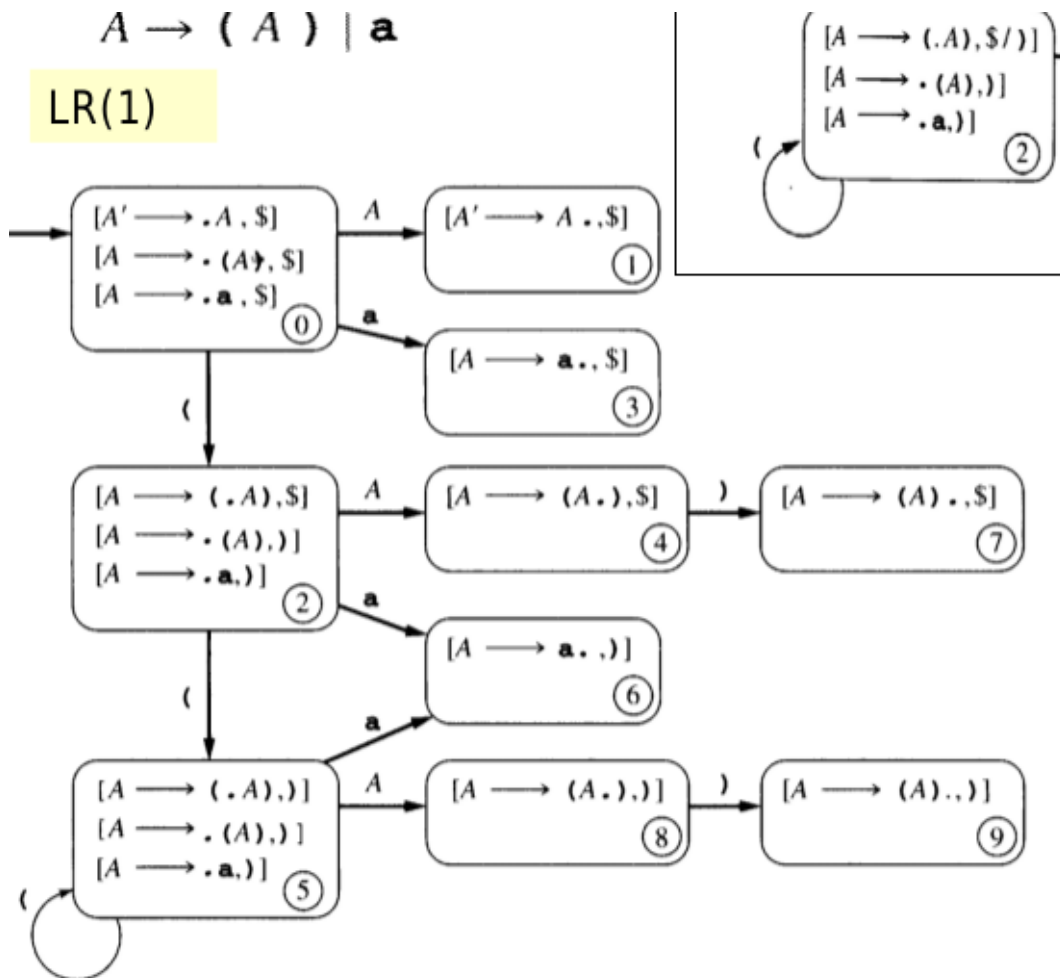 A → ( A ) | a
LR(1)
[A → (.A),$/)]
[A → .(A),)]
[A → .a,)]
2
(
[A' → .A,$]
[A → .(A),$]
[A → .a,$]
0
A
[A' → A.,$]
1
a
[A → a.,$]
3
(
[A → (.A),$]
[A → .(A),)]
[A → .a,)]
2
A
[A → (A.),$]
4
)
[A → (A).,$]
7
a
[A → a.,)]
6
(
a
[A → (.A),)]
[A → .(A),)]
[A → .a,)]
5
A
[A → (A.),)]
8
)
[A → (A).,)]
9
(